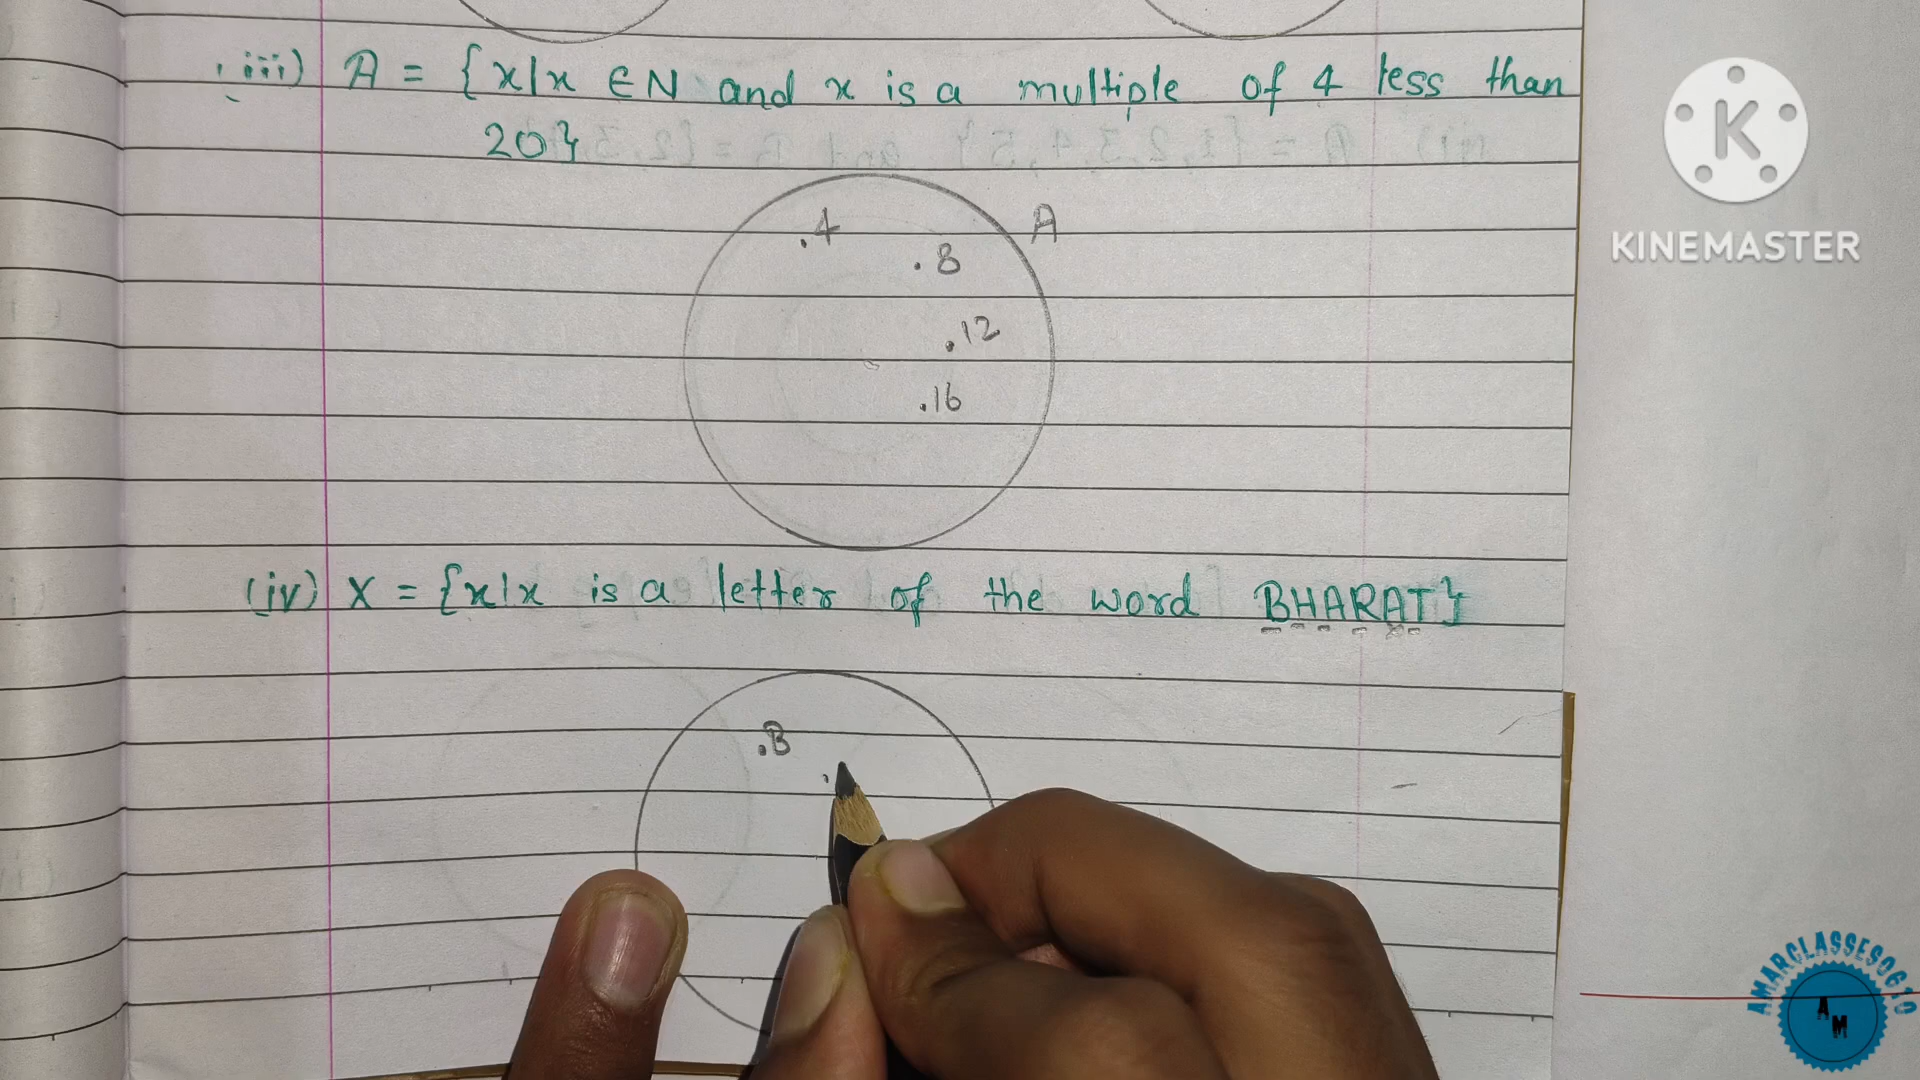 iii) A = {x|x ∈ N and x is a multiple of 4 less than
20}
.4
A
.8
.12
.16
(iv) X = {x|x is a letter of the word BHARAT}
.B
K
KINEMASTER
AMARCLASSES0610
AM